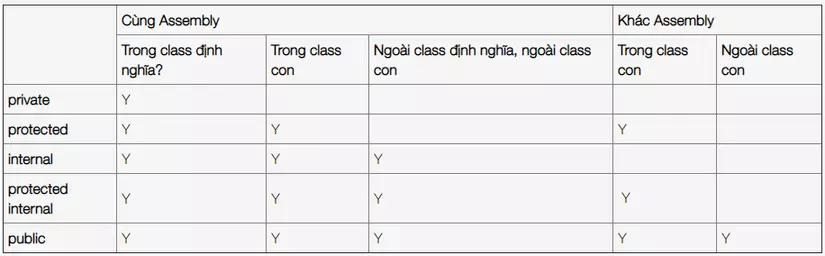 Cùng Assembly Khác Assembly
Trong class định nghĩa? Trong class con Ngoài class định nghĩa, ngoài class con Trong class con Ngoài class con
private Y
protected Y Y Y
internal Y Y Y
protected internal Y Y Y Y
public Y Y Y Y Y